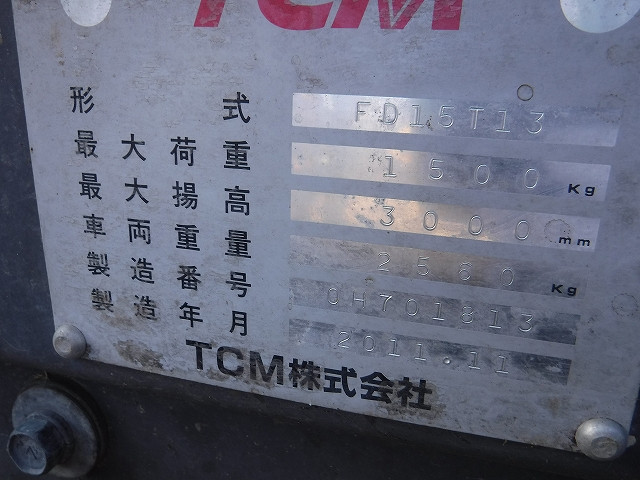 TCM
形式 FD15T13
最大荷重 1500 Kg
最大揚高 3000 mm
車両重量 2560 Kg
製造番号 0H701813
製造年月 2011.11
TCM株式会社